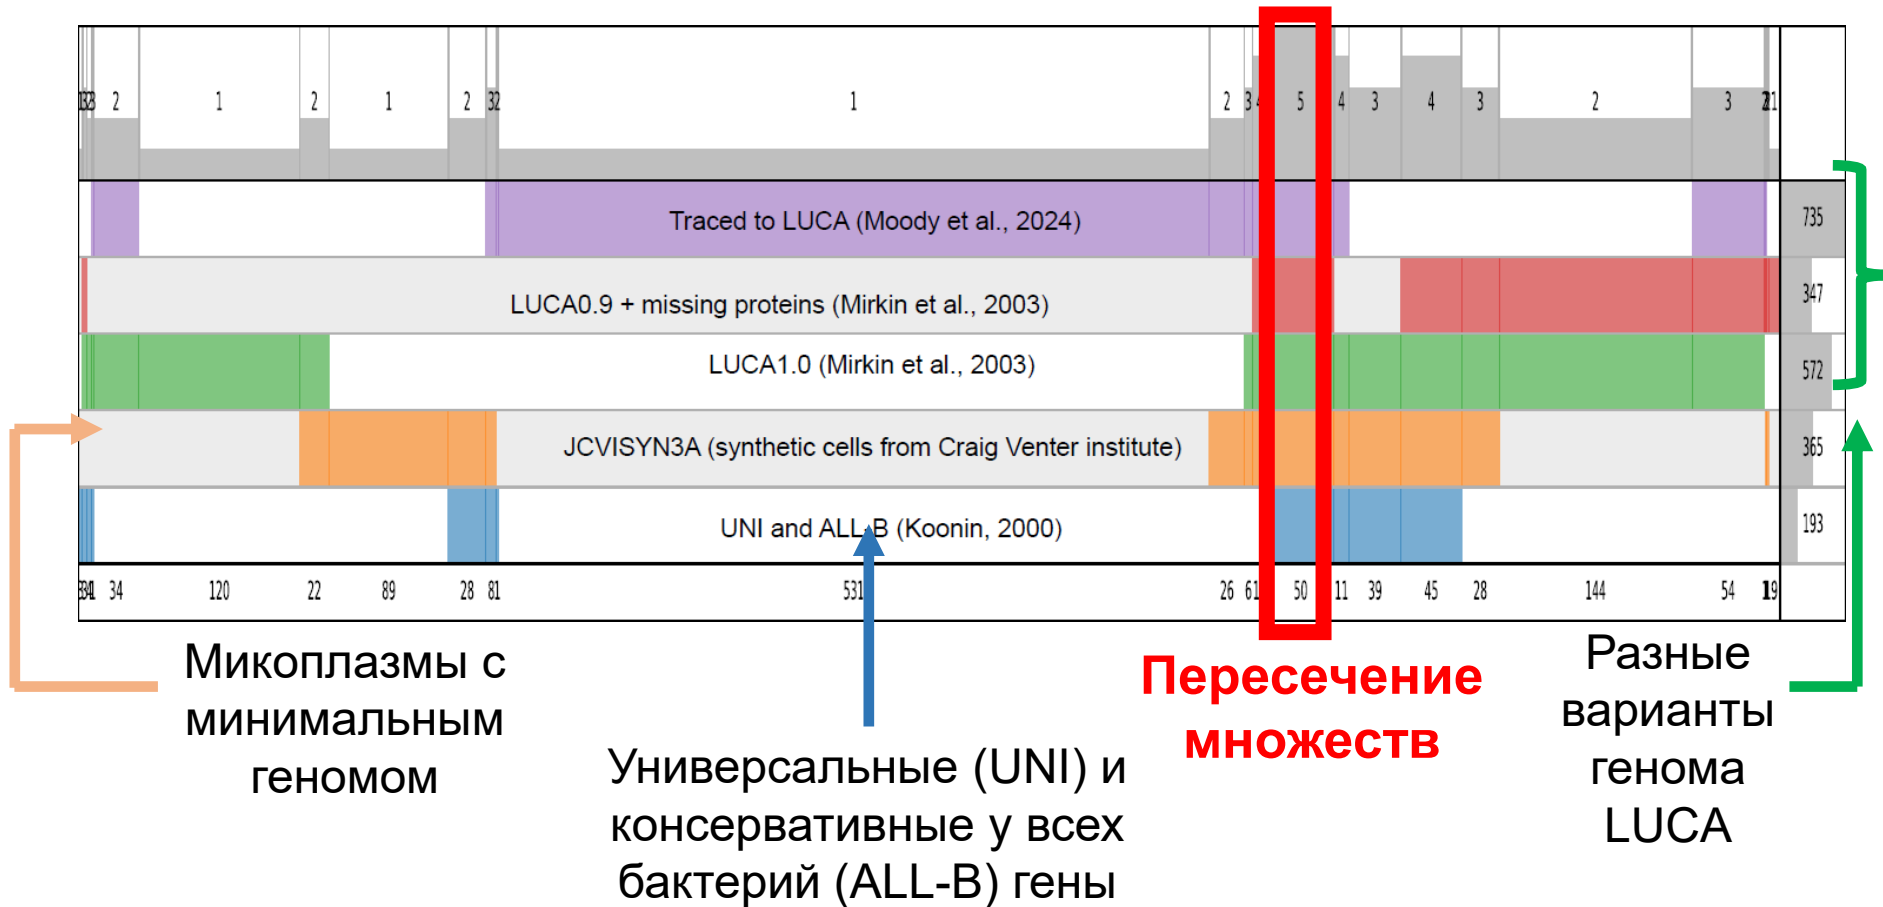 2 1 2 1 2 1 2 3 4 5 4 3 4 3 2 3
Traced to LUCA (Moody et al., 2024) 735
LUCA0.9 + missing proteins (Mirkin et al., 2003) 347
LUCA1.0 (Mirkin et al., 2003) 572
JCVISYN3A (synthetic cells from Craig Venter institute) 365
UNI and ALL-B (Koonin, 2000) 193
34 120 22 89 28 81 531 26 61 50 11 39 45 28 144 54
Микоплазмы с
минимальным
геномом
Универсальные (UNI) и
консервативные у всех
бактерий (ALL-B) гены
Пересечение
множеств
Разные
варианты
генома
LUCA